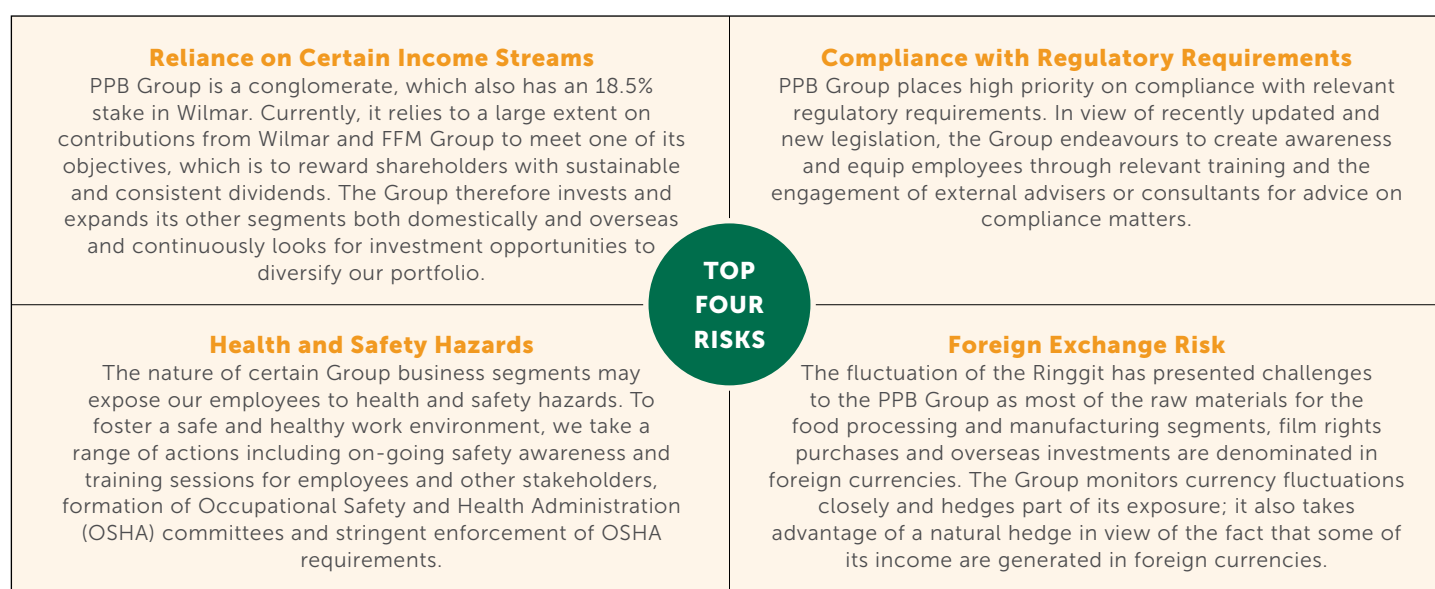 Reliance on Certain Income Streams
PPB Group is a conglomerate, which also has an 18.5%
stake in Wilmar. Currently, it relies to a large extent on
contributions from Wilmar and FFM Group to meet one of its
objectives, which is to reward shareholders with sustainable
and consistent dividends. The Group therefore invests and
expands its other segments both domestically and overseas
and continuously looks for investment opportunities to
diversify our portfolio.
Compliance with Regulatory Requirements
PPB Group places high priority on compliance with relevant
regulatory requirements. In view of recently updated and
new legislation, the Group endeavours to create awareness
and equip employees through relevant training and the
engagement of external advisers or consultants for advice on
compliance matters.
TOP
FOUR
RISKS
Health and Safety Hazards
The nature of certain Group business segments may
expose our employees to health and safety hazards. To
foster a safe and healthy work environment, we take a
range of actions including on-going safety awareness and
training sessions for employees and other stakeholders,
formation of Occupational Safety and Health Administration
(OSHA) committees and stringent enforcement of OSHA
requirements.
Foreign Exchange Risk
The fluctuation of the Ringgit has presented challenges
to the PPB Group as most of the raw materials for the
food processing and manufacturing segments, film rights
purchases and overseas investments are denominated in
foreign currencies. The Group monitors currency fluctuations
closely and hedges part of its exposure; it also takes
advantage of a natural hedge in view of the fact that some of
its income are generated in foreign currencies.